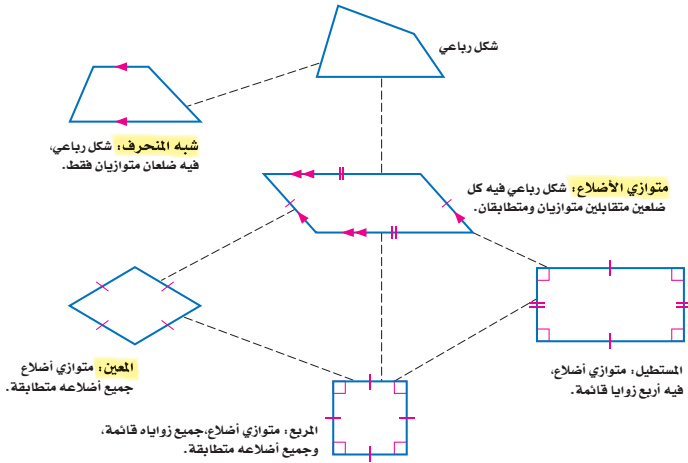 شكل رباعي
شبه المنحرف: شكل رباعي،
فيه ضلعان متوازيان فقط.
متوازي الأضلاع: شكل رباعي فيه كل
ضلعين متقابلين متوازيان ومتطابقان.
المعين: متوازي أضلاع
جميع أضلاعه متطابقة.
المستطيل: متوازي أضلاع،
فيه أربع زوايا قائمة.
المربع: متوازي أضلاع،جميع زواياه قائمة،
وجميع أضلاعه متطابقة.